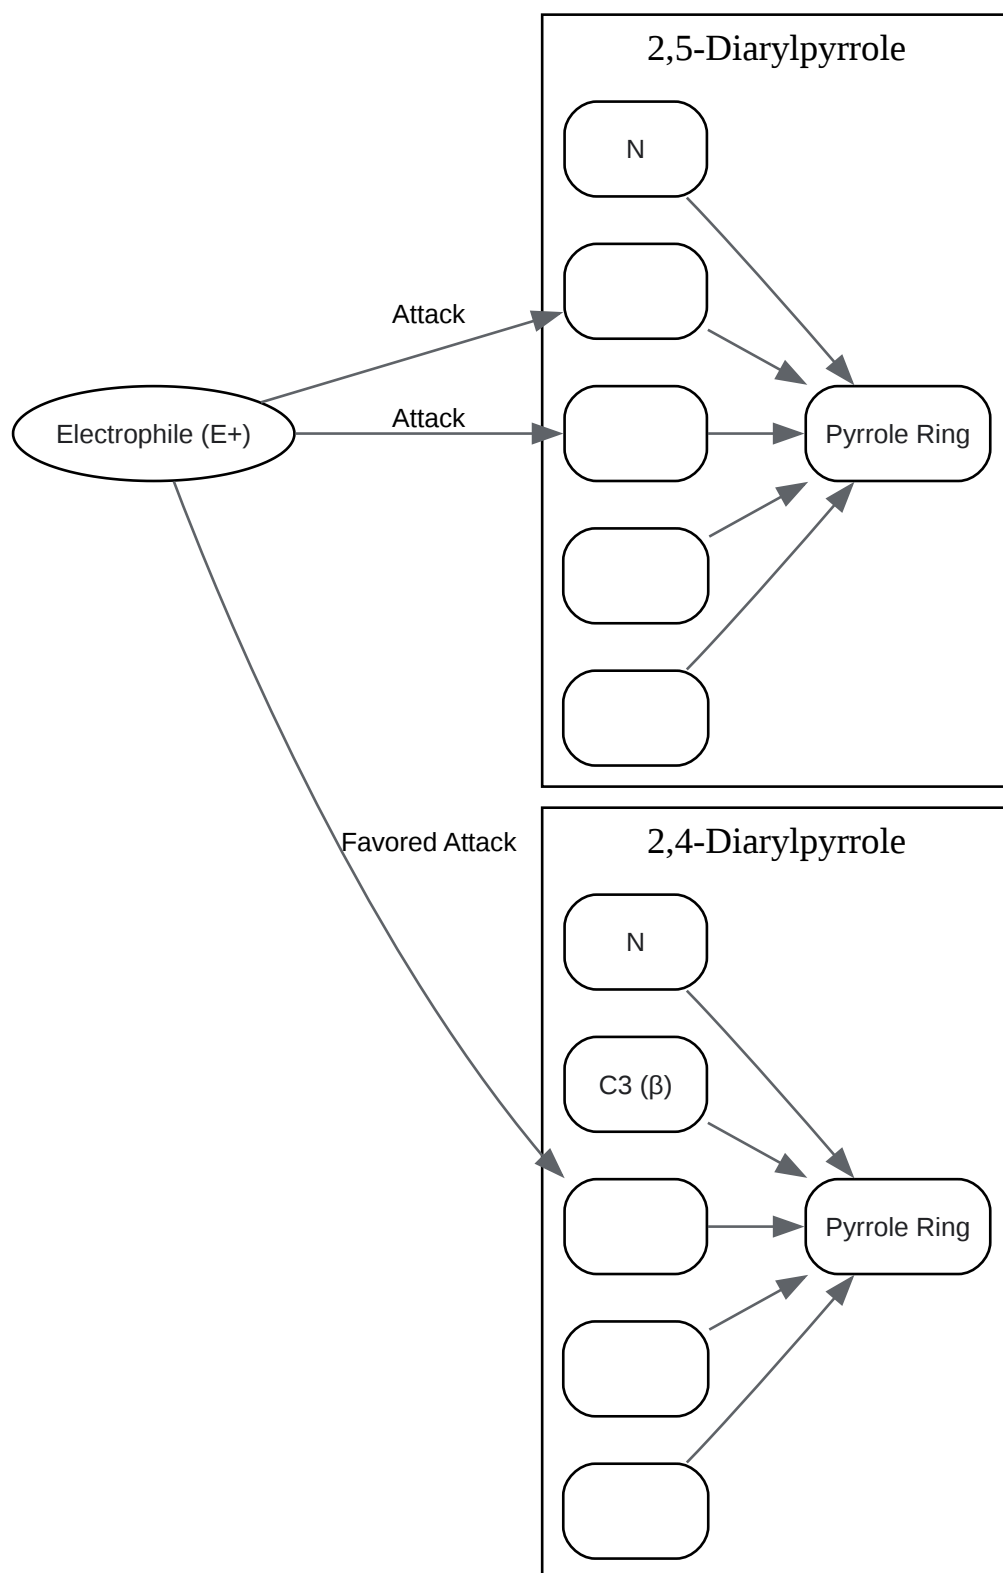 2,5-Diarylpyrrole
N
Attack
Attack
Electrophile (E+)
Pyrrole Ring
Favored Attack
2,4-Diarylpyrrole
N
C3 (β)
Pyrrole Ring